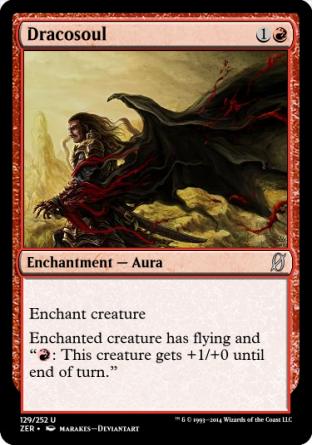 Dracosoul 1
Enchantment — Aura
Enchant creature
Enchanted creature has flying and
“: This creature gets +1/+0 until
end of turn.”
129/252 U
ZER • MARAKES–DEVIANTART
™ & © 1993–2014 Wizards of the Coast LLC